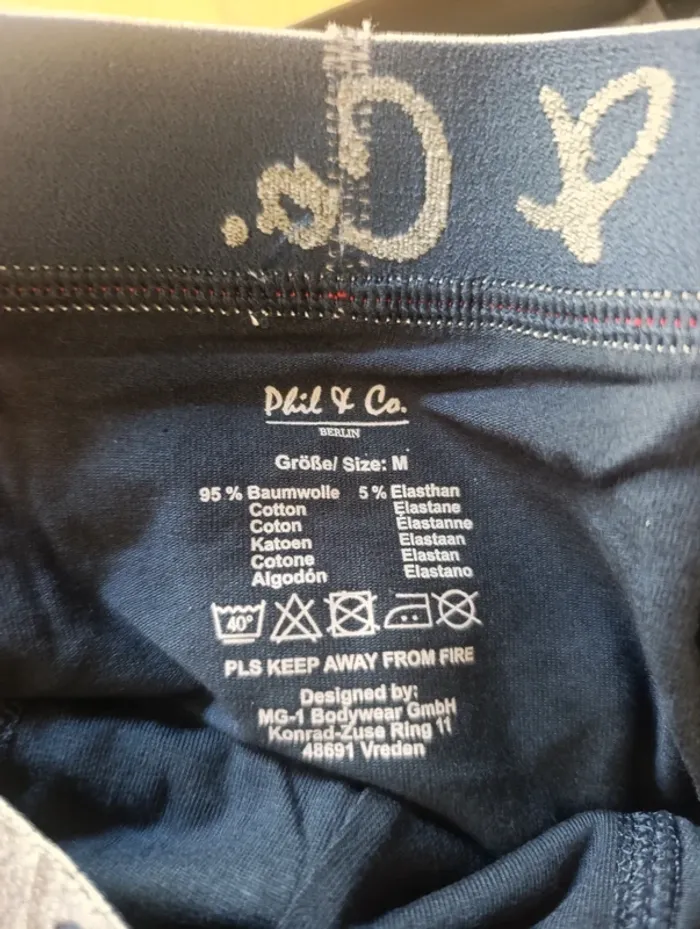 & Co.
Phil & Co.
BERLIN
Größe/ Size: M
95 % Baumwolle 5 % Elasthan
Cotton Elastane
Coton Élastanne
Katoen Elastaan
Cotone Elastan
Algodón Elastano
40°
PLS KEEP AWAY FROM FIRE
Designed by:
MG-1 Bodywear GmbH
Konrad-Zuse Ring 11
48691 Vreden